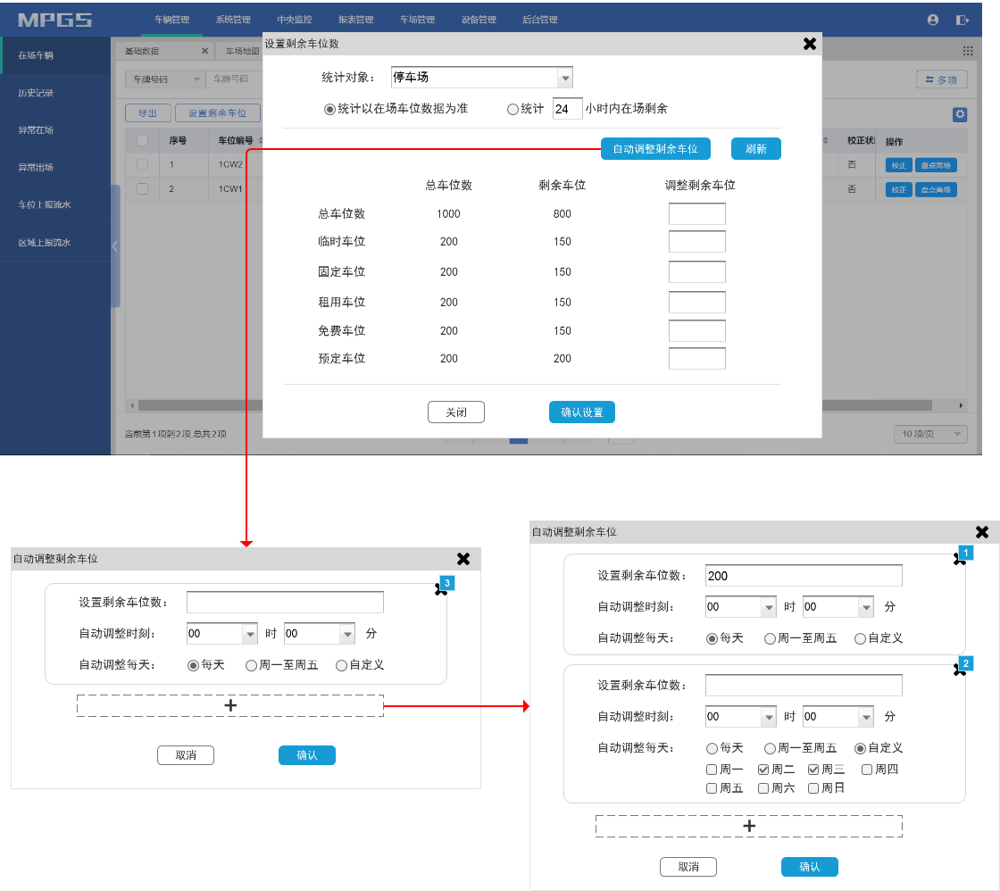 MPGS 车辆管理 系统管理 中央监控 报表管理 车场管理 设备管理 后台管理
在场车辆
历史记录
异常在场
异常出场
车位上报流水
区域上报流水
基础数据 车场地图
车牌号码 车牌号码 多项
导出 设置剩余车位
序号 车位编号 校正状 操作
1 1CW2 否 校正 盘点离场
2 1CW1 否 校正 盘点离场
当前第1项到2项,总共2项 10 项/页
设置剩余车位数
统计对象: 停车场
统计以在场车位数据为准 统计 24 小时内在场剩余
自动调整剩余车位 刷新
总车位数 剩余车位 调整剩余车位
总车位数 1000 800
临时车位 200 150
固定车位 200 150
租用车位 200 150
免费车位 200 150
预定车位 200 200
关闭 确认设置
自动调整剩余车位
3
设置剩余车位数:
自动调整时刻: 00 时 00 分
自动调整每天: 每天 周一至周五 自定义
+
取消 确认
自动调整剩余车位
1
设置剩余车位数: 200
自动调整时刻: 00 时 00 分
自动调整每天: 每天 周一至周五 自定义
2
设置剩余车位数:
自动调整时刻: 00 时 00 分
自动调整每天: 每天 周一至周五 自定义
周一 周二 周三 周四
周五 周六 周日
+
取消 确认